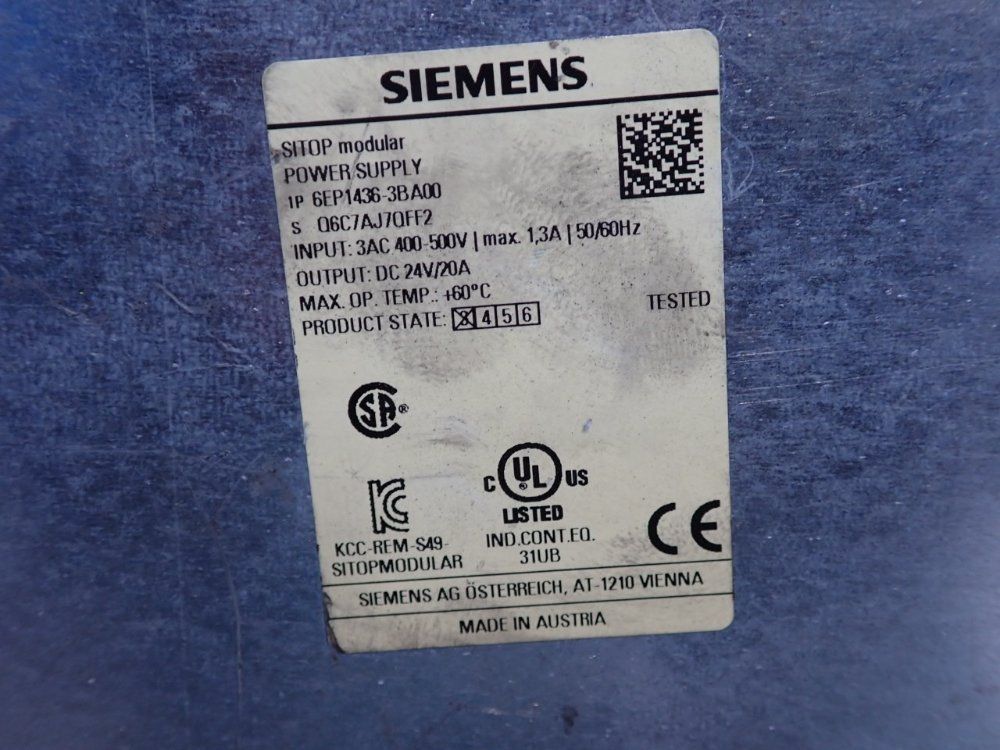 SIEMENS
SITOP modular
POWER SUPPLY
1P 6EP1436-3BA00
S Q6C7AJ7QFF2
INPUT: 3AC 400-500V | max. 1,3A | 50/60Hz
OUTPUT: DC 24V/20A
MAX. OP. TEMP.: +60°C
PRODUCT STATE: 3 4 5 6
TESTED
SA ®
C UL ® US
LISTED
IND.CONT.EQ.
31UB
KCC-REM-S49-
SITOPMODULAR
CE
SIEMENS AG ÖSTERREICH, AT-1210 VIENNA
MADE IN AUSTRIA